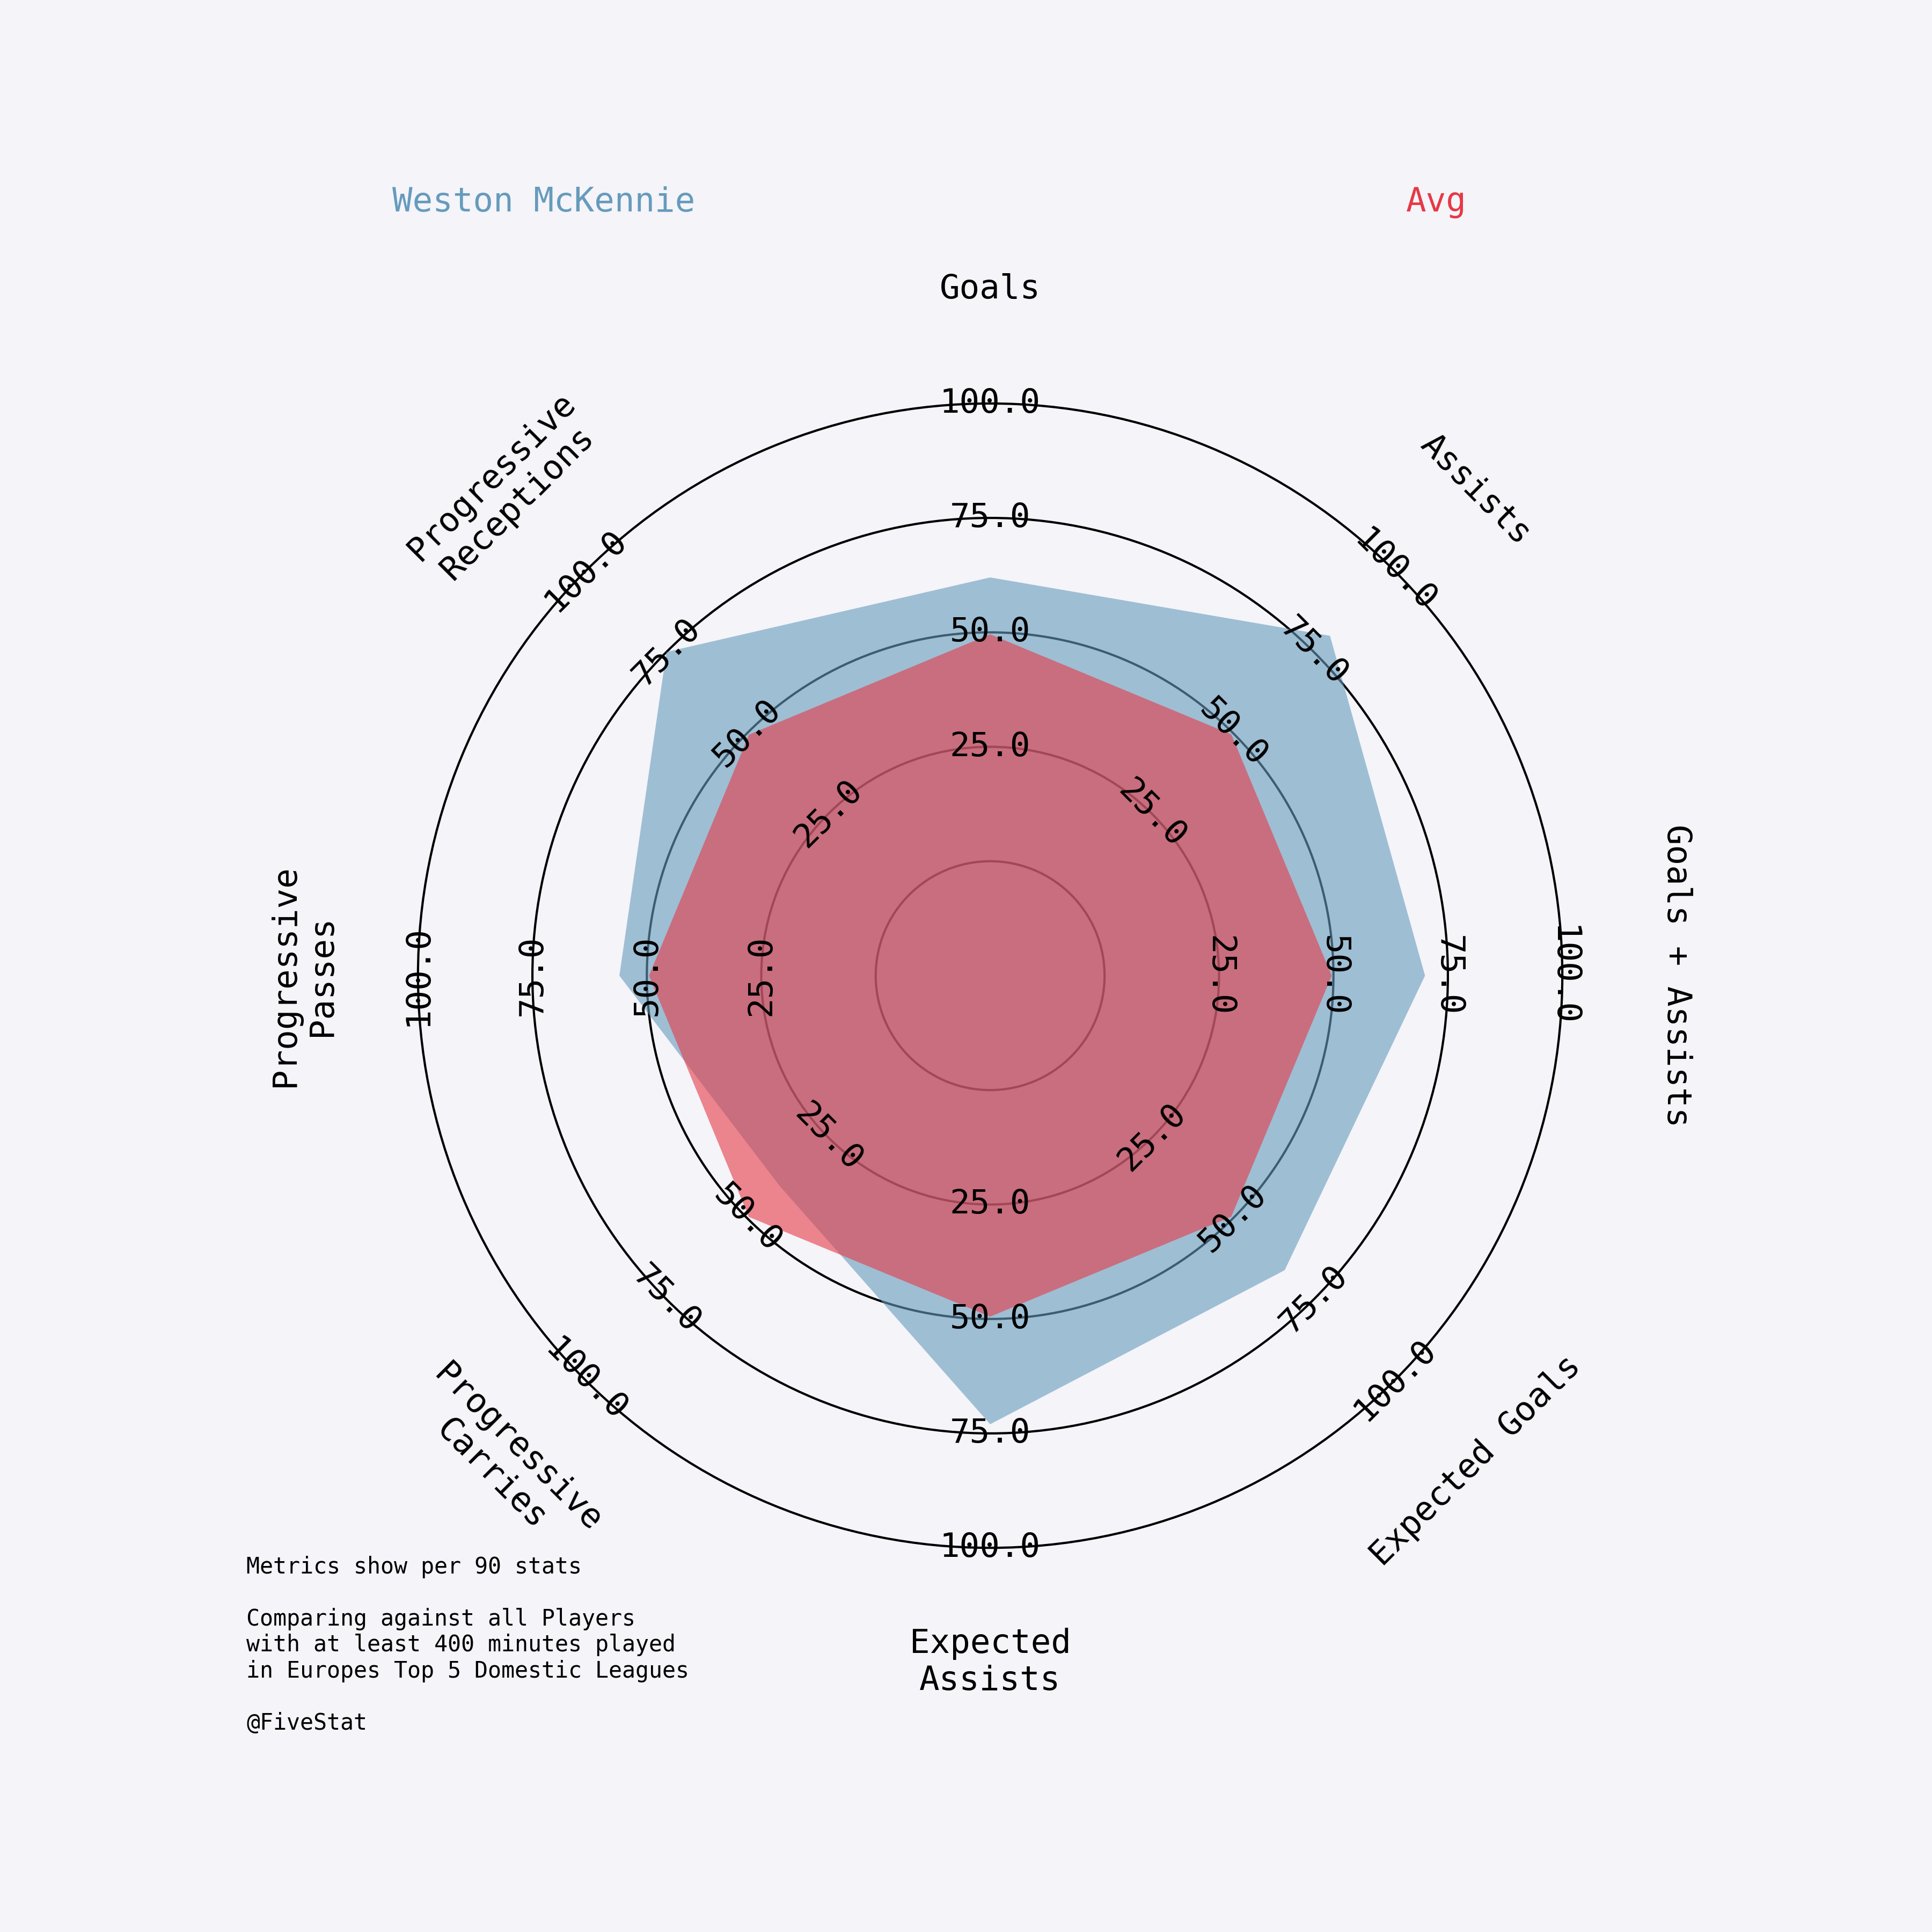 Weston McKennie
Avg
Goals
Assists
Goals + Assists
Expected Goals
Expected
Assists
Progressive
Carries
Progressive
Passes
Progressive
Receptions
25.0
50.0
75.0
100.0
25.0
50.0
75.0
100.0
25.0
50.0
75.0
100.0
25.0
50.0
75.0
100.0
25.0
50.0
75.0
100.0
25.0
50.0
75.0
100.0
25.0
50.0
75.0
100.0
25.0
50.0
75.0
100.0
Metrics show per 90 stats
Comparing against all Players
with at least 400 minutes played
in Europes Top 5 Domestic Leagues
@FiveStat